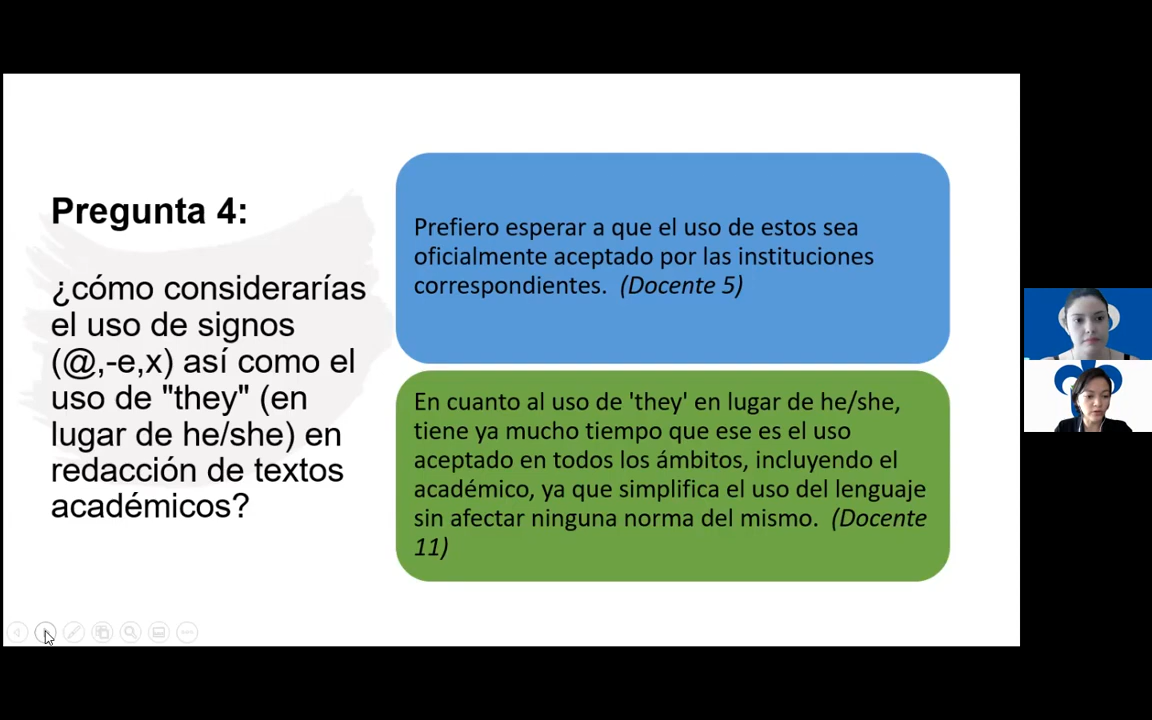 Pregunta 4:
¿cómo considerarías
el uso de signos
(@,-e,x) así como el
uso de "they" (en
lugar de he/she) en
redacción de textos
académicos?
Prefiero esperar a que el uso de estos sea
oficialmente aceptado por las instituciones
correspondientes. (Docente 5)
En cuanto al uso de 'they' en lugar de he/she,
tiene ya mucho tiempo que ese es el uso
aceptado en todos los ámbitos, incluyendo el
académico, ya que simplifica el uso del lenguaje
sin afectar ninguna norma del mismo. (Docente
11)